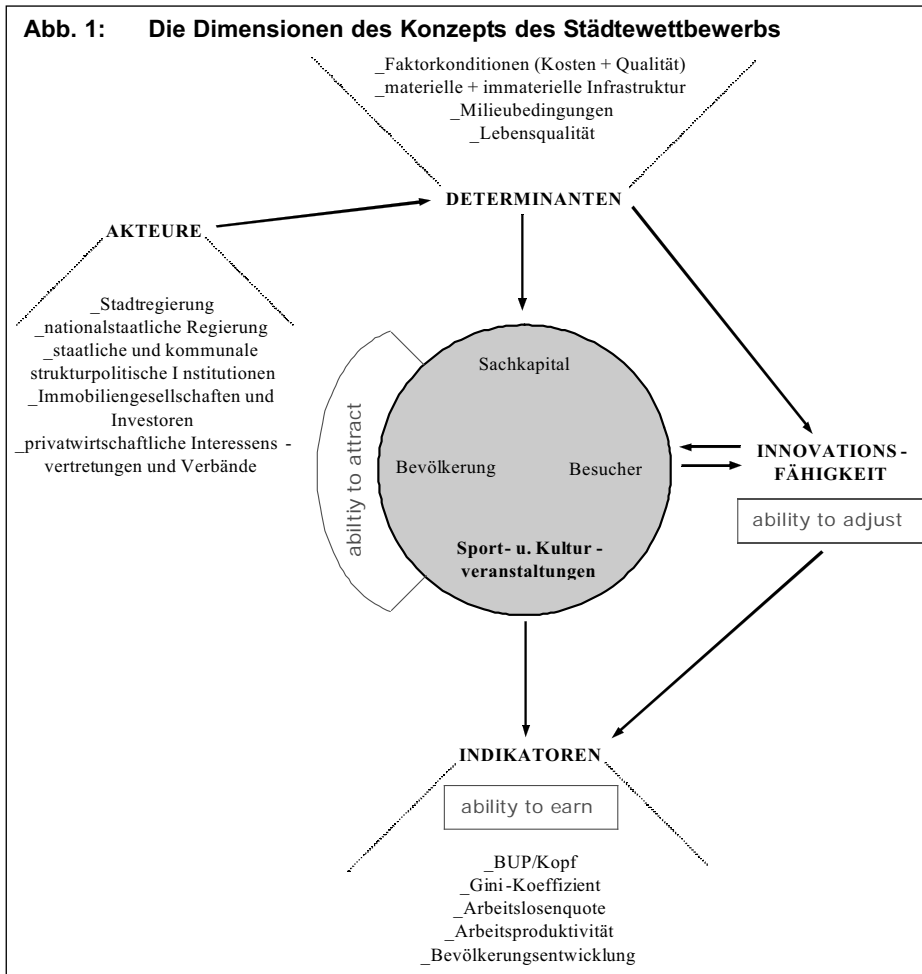 Abb. 1: Die Dimensionen des Konzepts des Städtewettbewerbs
_Faktorkonditionen (Kosten + Qualität)
_materielle + immaterielle Infrastruktur
_Milieubedingungen
_Lebensqualität
DETERMINANTEN
AKTEURE
_Stadtregierung
_nationalstaatliche Regierung
_staatliche und kommunale
strukturpolitische I nstitutionen
_Immobiliengesellschaften und
Investoren
_privatwirtschaftliche Interessens -
vertretungen und Verbände
abiltiy to attract
Sachkapital
Bevölkerung
Besucher
Sport- u. Kultur -
veranstaltungen
INNOVATIONS -
FÄHIGKEIT
ability to adjust
INDIKATOREN
ability to earn
_BUP/Kopf
_Gini-Koeffizient
_Arbeitslosenquote
_Arbeitsproduktivität
_Bevölkerungsentwicklung